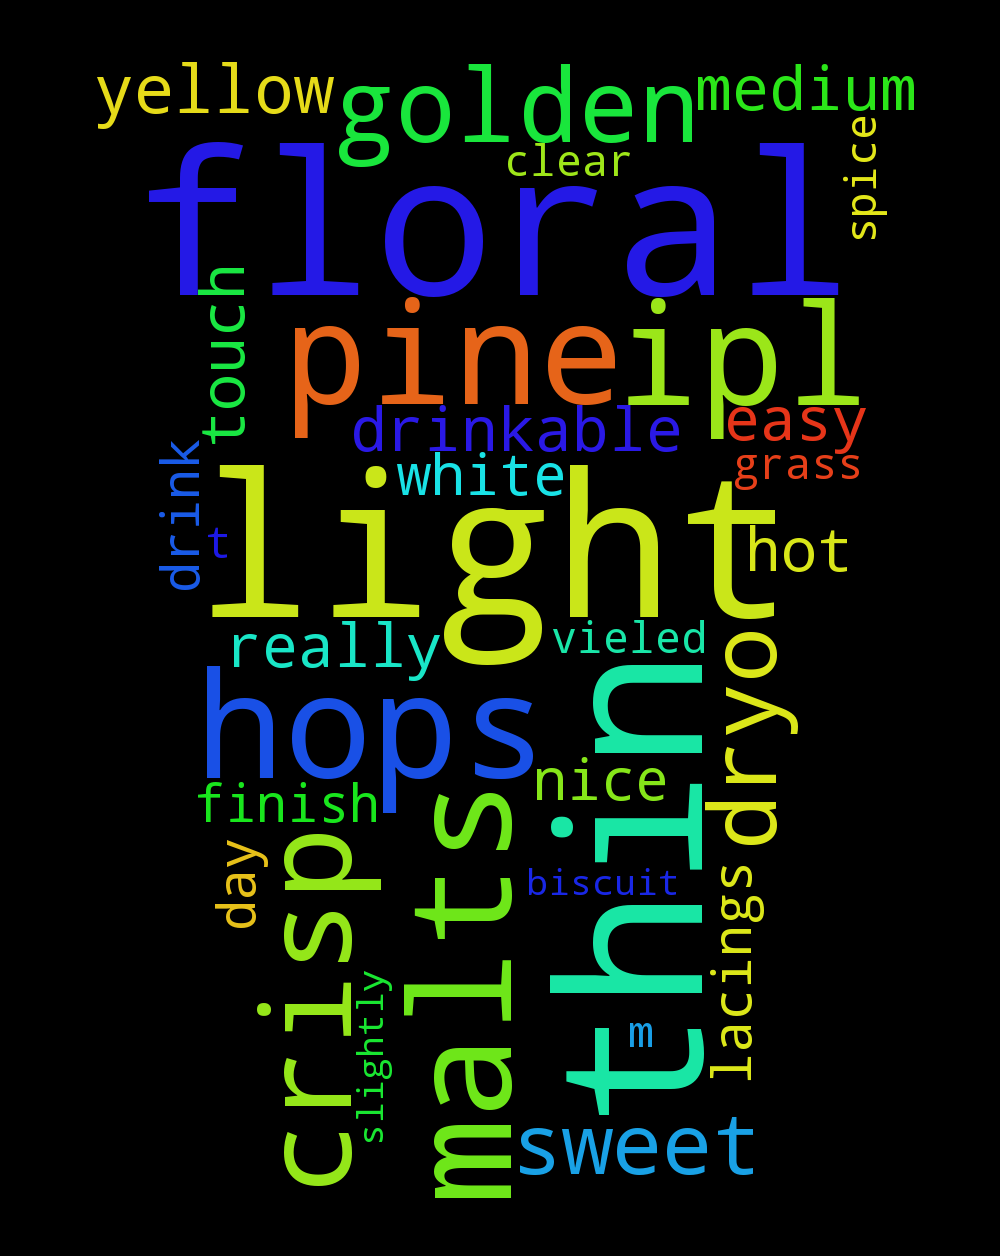 yellow golden medium
clear
floral
spice
touch
pine ipl
drinkable easy
white grass
drink
light
t
hot
really vieled
dryo
hops
thin
nice
finish
malts
crisp
day
biscuit
lacings
slightly
m
sweet